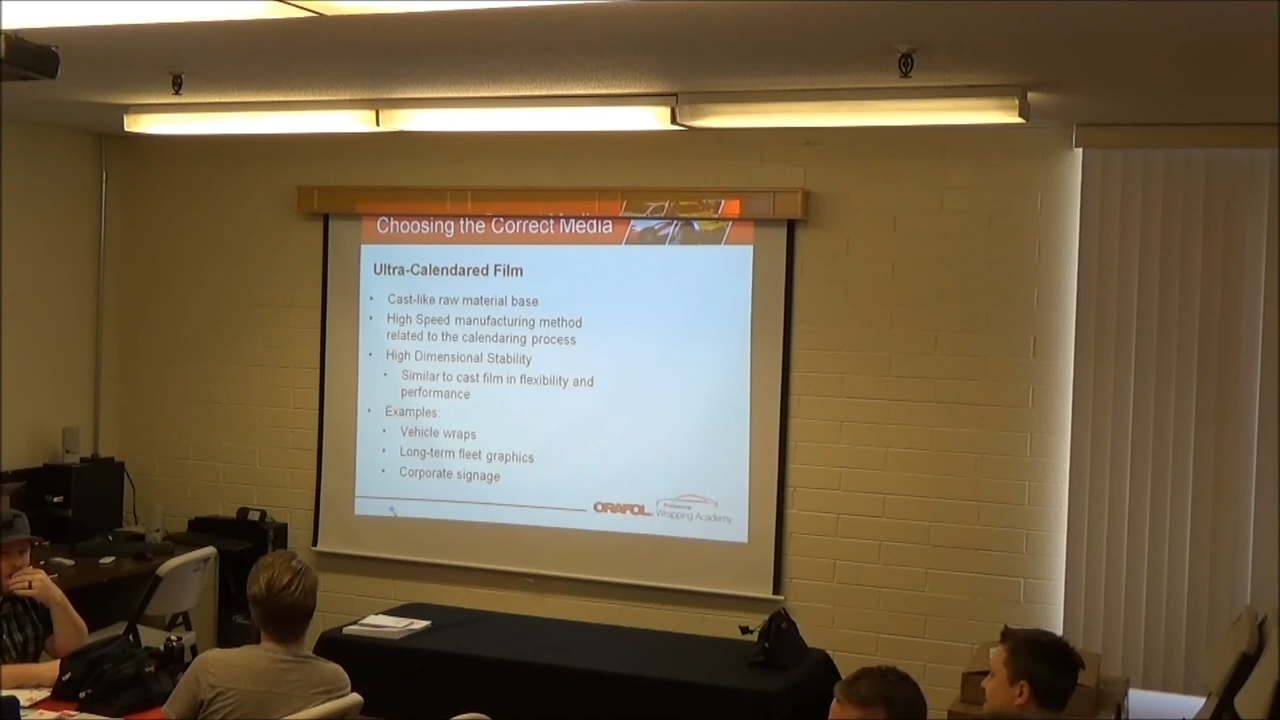 Choosing the Correct Media
Ultra-Calendared Film
• Cast-like raw material base
• High Speed manufacturing method
related to the calendaring process
• High Dimensional Stability
• Similar to cast film in flexibility and
performance
• Examples:
• Vehicle wraps
• Long-term fleet graphics
• Corporate signage
ORAFOL
Professional
Wrapping Academy